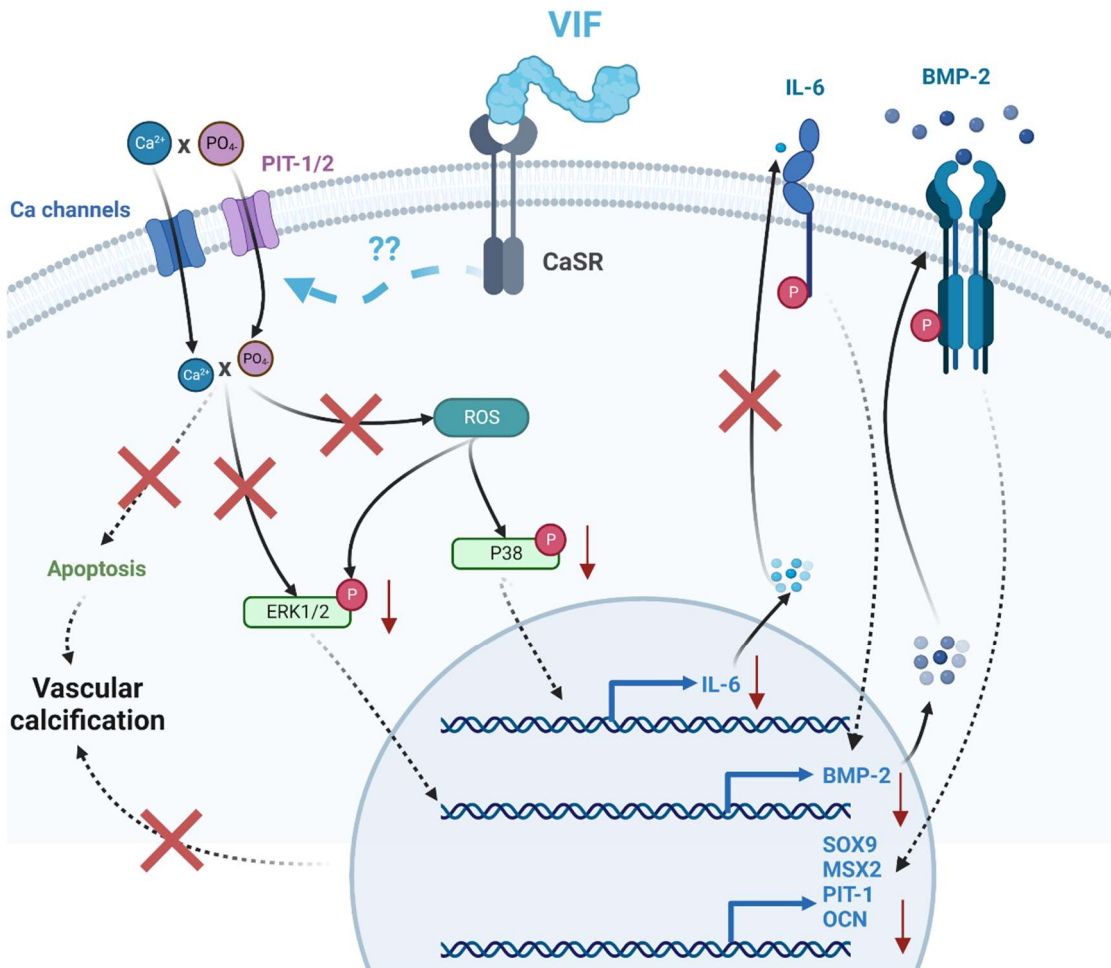 VIF
IL-6
BMP-2
Ca²⁺ x PO₄-
PIT-1/2
Ca channels
??
CaSR
P
P
Ca²⁺ x PO₄-
ROS
P38
P
Apoptosis
ERK1/2
P
Vascular
calcification
IL-6
BMP-2
SOX9
MSX2
PIT-1
OCN